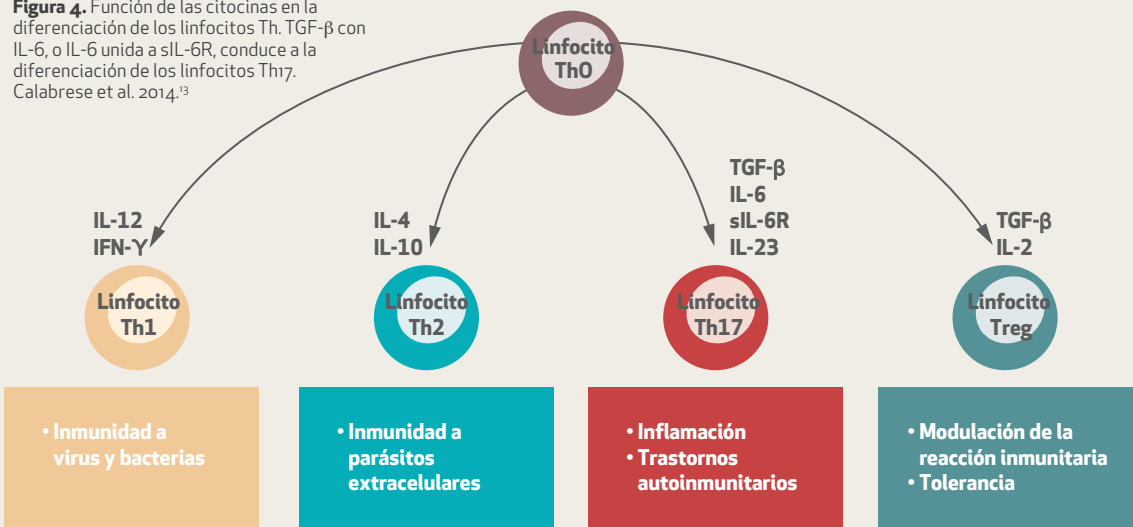 Figura 4. Función de las citocinas en la
diferenciación de los linfocitos Th. TGF-β con
IL-6, o IL-6 unida a sIL-6R, conduce a la
diferenciación de los linfocitos Th17.
Calabrese et al. 2014.¹³
Linfocito
Th0
IL-12
IFN-ϒ
IL-4
IL-10
TGF-β
IL-6
sIL-6R
IL-23
TGF-β
IL-2
Linfocito
Th1
Linfocito
Th2
Linfocito
Th17
Linfocito
Treg
• Inmunidad a
virus y bacterias
• Inmunidad a
parásitos
extracelulares
• Inflamación
• Trastornos
autoinmunitarios
• Modulación de la
reacción inmunitaria
• Tolerancia